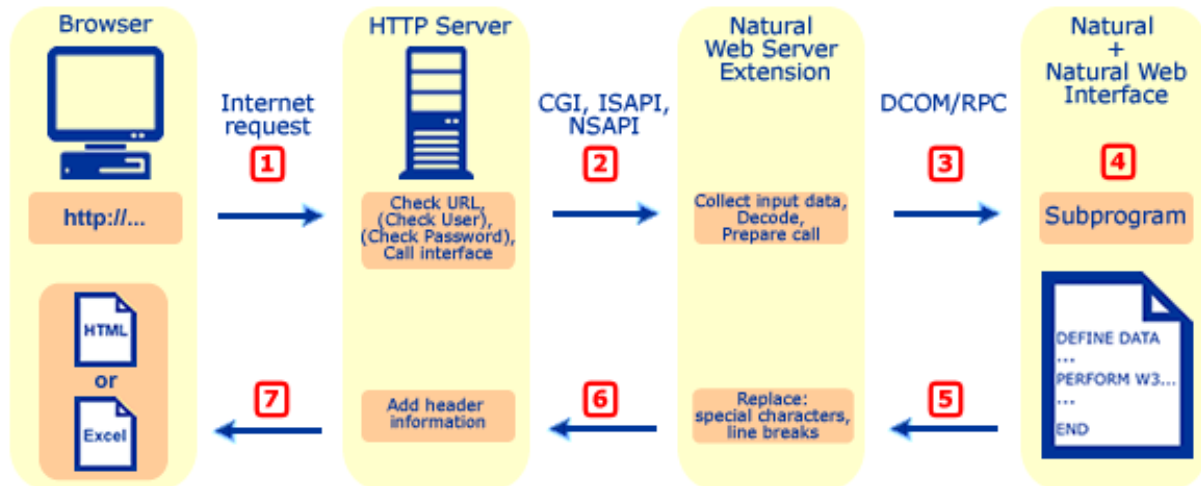 Browser
http://...
HTML
or
Excel
Internet
request
1
7
HTTP Server
Check URL,
(Check User),
(Check Password),
Call interface
Add header
information
CGI, ISAPI,
NSAPI
2
6
Natural
Web Server
Extension
Collect input data,
Decode,
Prepare call
Replace:
special characters,
line breaks
DCOM/RPC
3
5
Natural
+
Natural Web
Interface
4
Subprogram
DEFINE DATA
...
PERFORM W3...
...
END